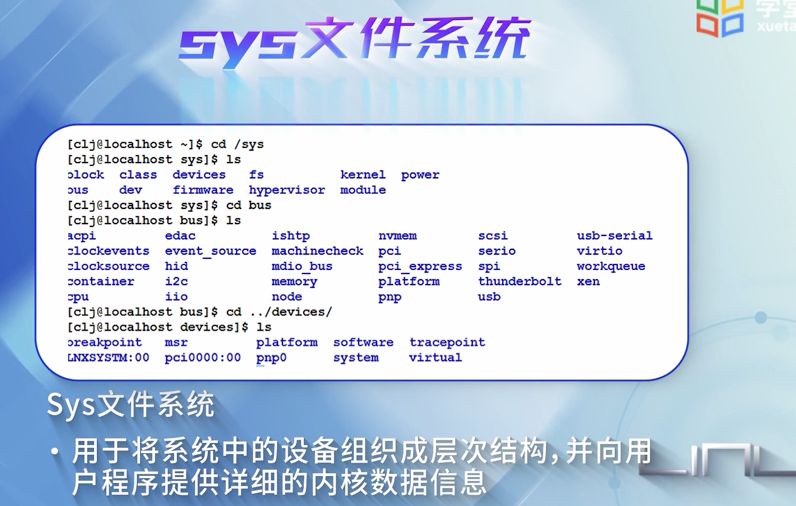 sys文件系统
[clj@localhost ~]$ cd /sys
[clj@localhost sys]$ ls
block class devices fs kernel power
bus dev firmware hypervisor module
[clj@localhost sys]$ cd bus
[clj@localhost bus]$ ls
acpi edac ishtp nvmem scsi usb-serial
clockevents event_source machinecheck pci serio virtio
clocksource hid mdio_bus pci_express spi workqueue
container i2c memory platform thunderbolt xen
cpu iio node pnp usb
[clj@localhost bus]$ cd ../devices/
[clj@localhost devices]$ ls
breakpoint msr platform software tracepoint
LNXSYSTM:00 pci0000:00 pnp0 system virtual
Sys文件系统
• 用于将系统中的设备组织成层次结构,并向用
户程序提供详细的内核数据信息